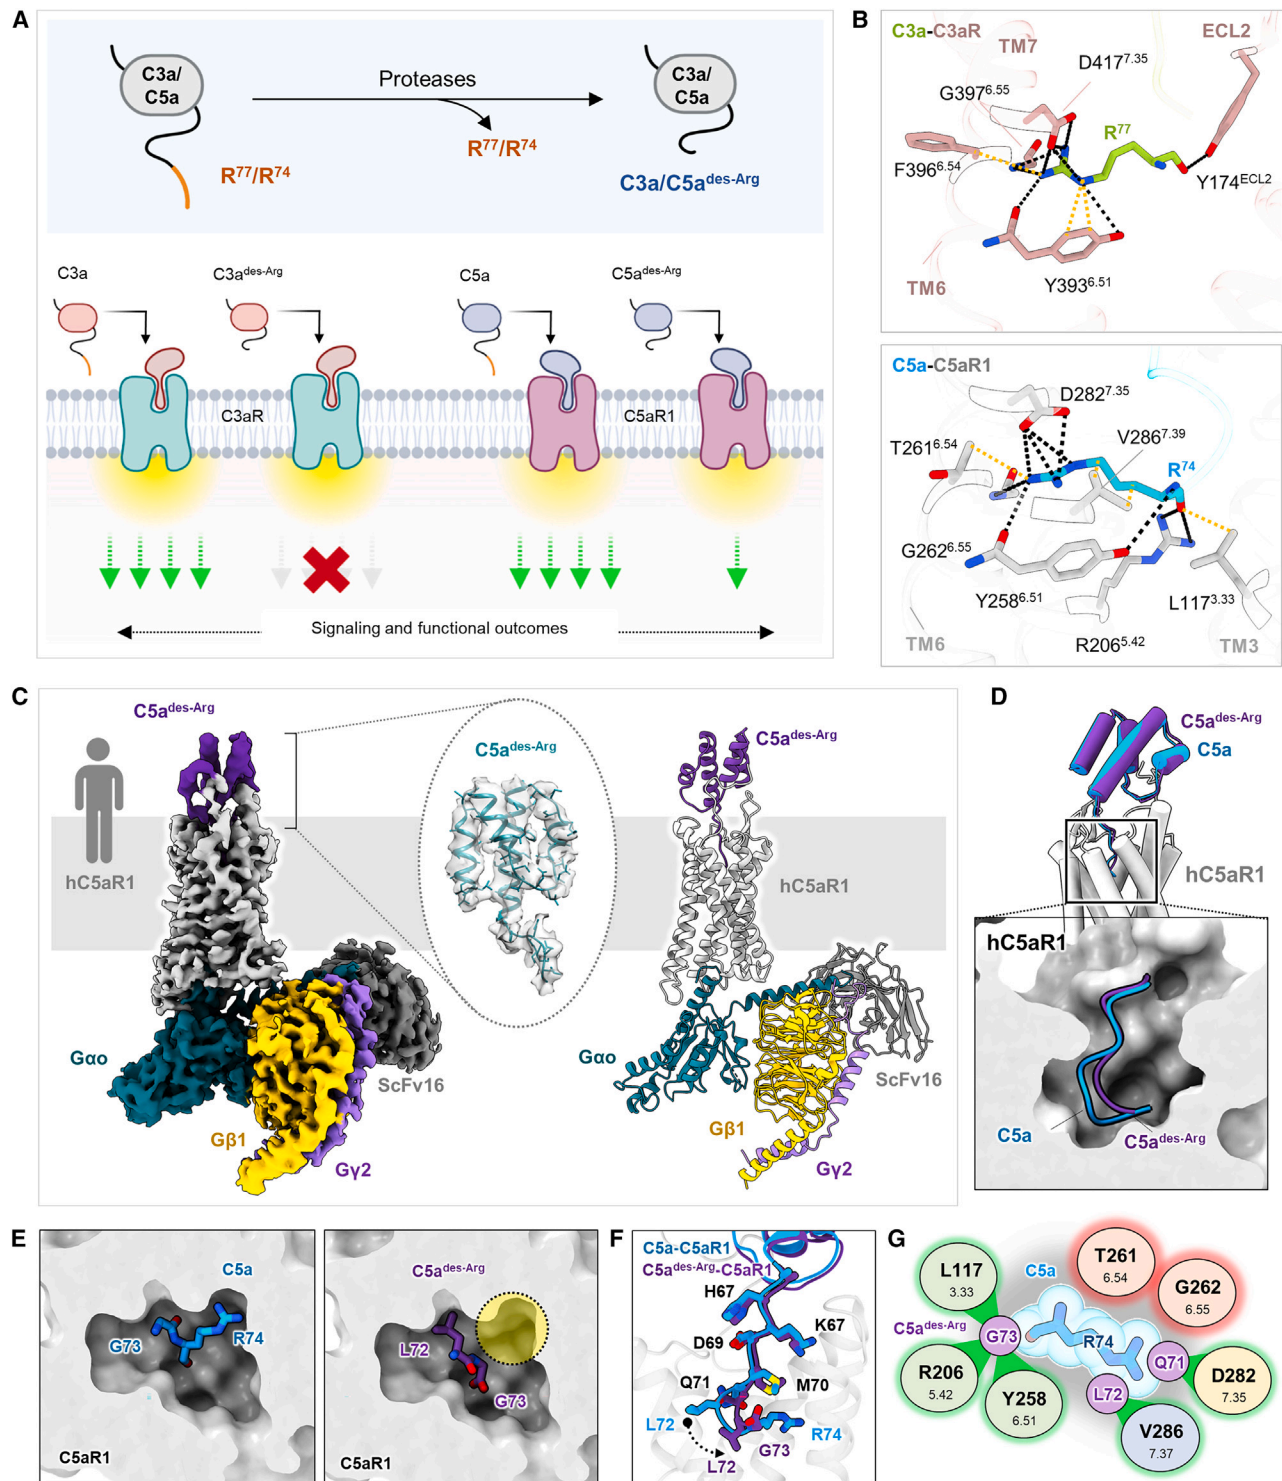 A
C3a/
C5a
Proteases
C3a/
C5a
R77/R74
R77/R74
C3a/C5ades-Arg
C3a
C3ades-Arg
C5a
C5ades-Arg
C3aR
C5aR1
Signaling and functional outcomes
B
C3a-C3aR
TM7
ECL2
D4177.35
G3976.55
R77
F3966.54
Y174ECL2
Y3936.51
TM6
C5a-C5aR1
D2827.35
T2616.54
V2867.39
R74
G2626.55
Y2586.51
L1173.33
R2065.42
TM6
TM3
C
C5ades-Arg
C5ades-Arg
C5ades-Arg
hC5aR1
hC5aR1
Gαo
Gαo
ScFv16
ScFv16
Gβ1
Gβ1
Gγ2
Gγ2
D
C5ades-Arg
C5a
hC5aR1
hC5aR1
C5a
C5ades-Arg
E
C5a
G73
R74
C5aR1
C5ades-Arg
L72
G73
C5aR1
F
C5a-C5aR1
C5ades-Arg-C5aR1
H67
K67
D69
Q71
M70
L72
R74
G73
L72
G
L117
3.33
C5a
T261
6.54
G262
6.55
C5ades-Arg
G73
R74
Q71
R206
5.42
Y258
6.51
L72
D282
7.35
V286
7.37